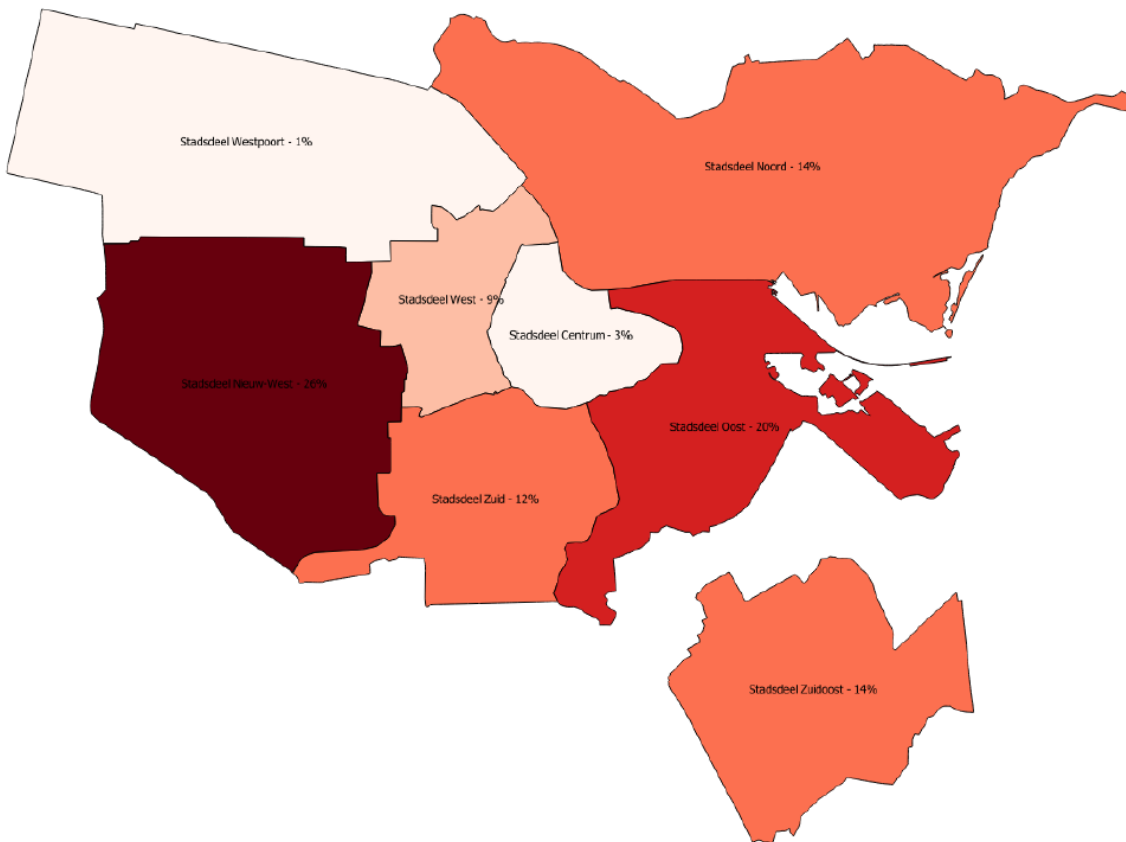 Stadsdeel Westpoort - 1%
Stadsdeel Noord - 14%
Stadsdeel West - 9%
Stadsdeel Centrum - 3%
Stadsdeel Nieuw-West - 26%
Stadsdeel Oost - 20%
Stadsdeel Zuid - 12%
Stadsdeel Zuidoost - 14%